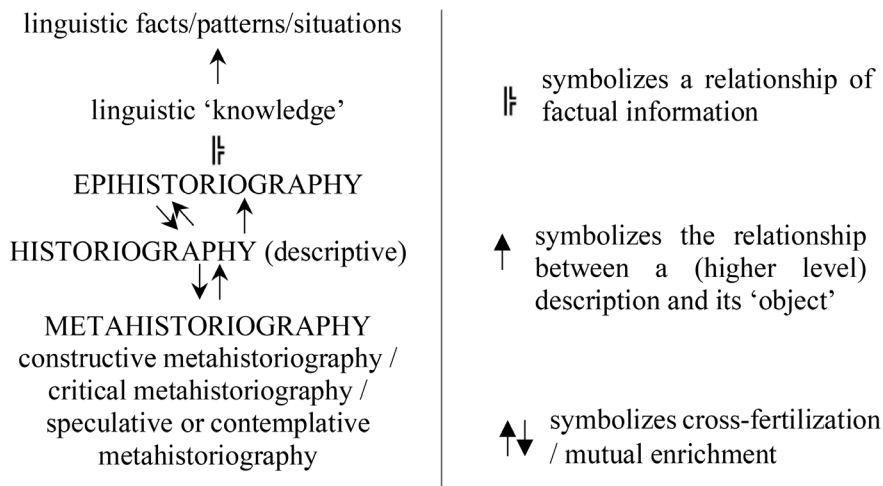 linguistic facts/patterns/situations
linguistic ‘knowledge’
EPIHISTORIOGRAPHY
HISTORIOGRAPHY (descriptive)
METAHISTORIOGRAPHY
constructive metahistoriography /
critical metahistoriography /
speculative or contemplative
metahistoriography
symbolizes a relationship of
factual information
symbolizes the relationship
between a (higher level)
description and its ‘object’
symbolizes cross-fertilization
/ mutual enrichment